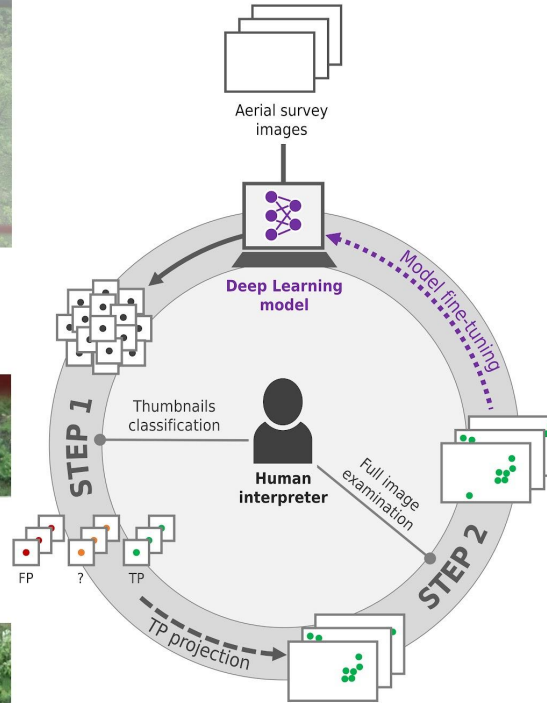 Aerial survey
images
Deep Learning
model
Model fine-tuning
STEP 1
Thumbnails
classification
Human
interpreter
Full image
examination
STEP 2
FP
?
TP
TP projection